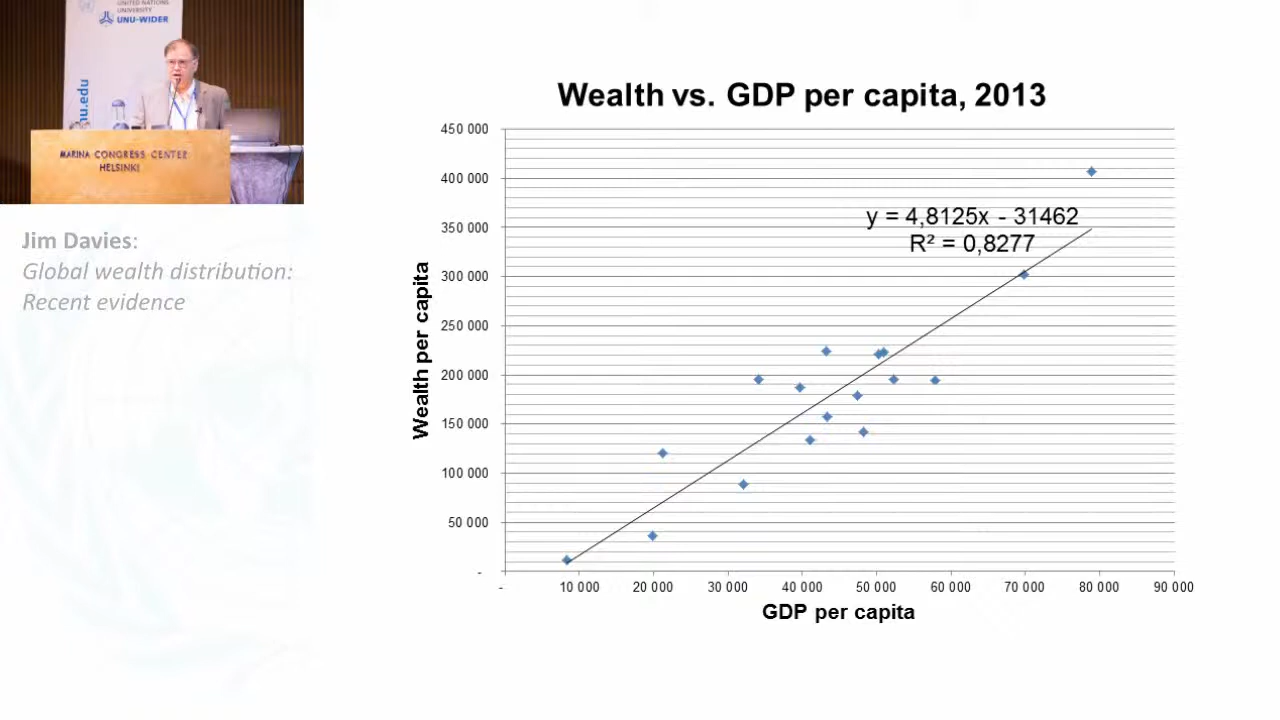 UNITED NATIONS
UNIVERSITY
UNU-WIDER
nu.edu
MARINA CONGRESS CENTER
HELSINKI
Jim Davies:
Global wealth distribution:
Recent evidence
Wealth vs. GDP per capita, 2013
y = 4,8125x - 31462
R² = 0,8277
Wealth per capita
450 000
400 000
350 000
300 000
250 000
200 000
150 000
100 000
50 000
-
- 10 000 20 000 30 000 40 000 50 000 60 000 70 000 80 000 90 000
GDP per capita